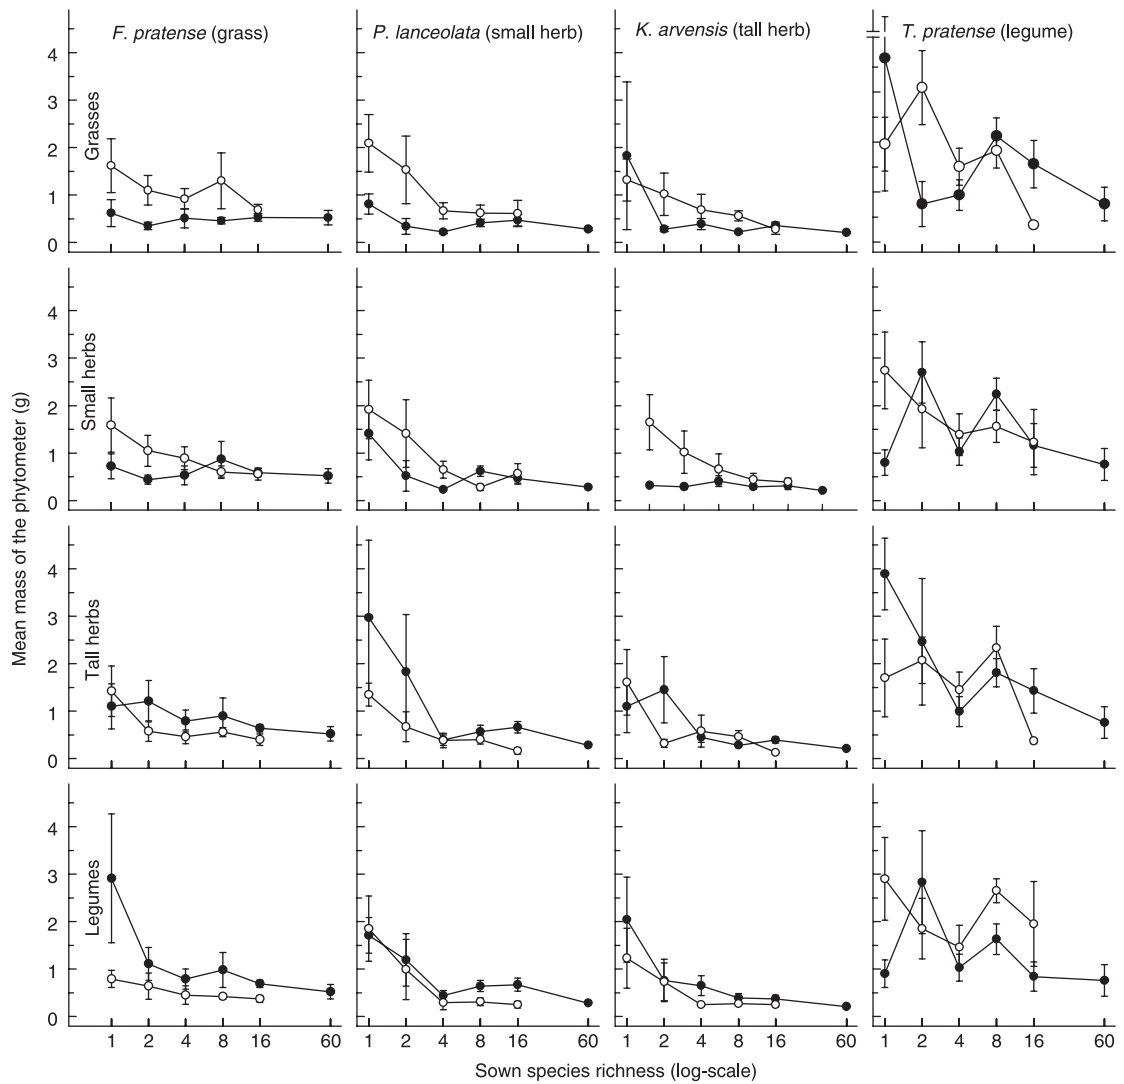 F. pratense (grass) P. lanceolata (small herb) K. arvensis (tall herb) T. pratense (legume)
Mean mass of the phytometer (g)
Grasses
4
3
2
1
0
Small herbs
4
3
2
1
0
Tall herbs
4
3
2
1
0
Legumes
4
3
2
1
0
1 2 4 8 16 60 1 2 4 8 16 60 1 2 4 8 16 60 1 2 4 8 16 60
Sown species richness (log-scale)